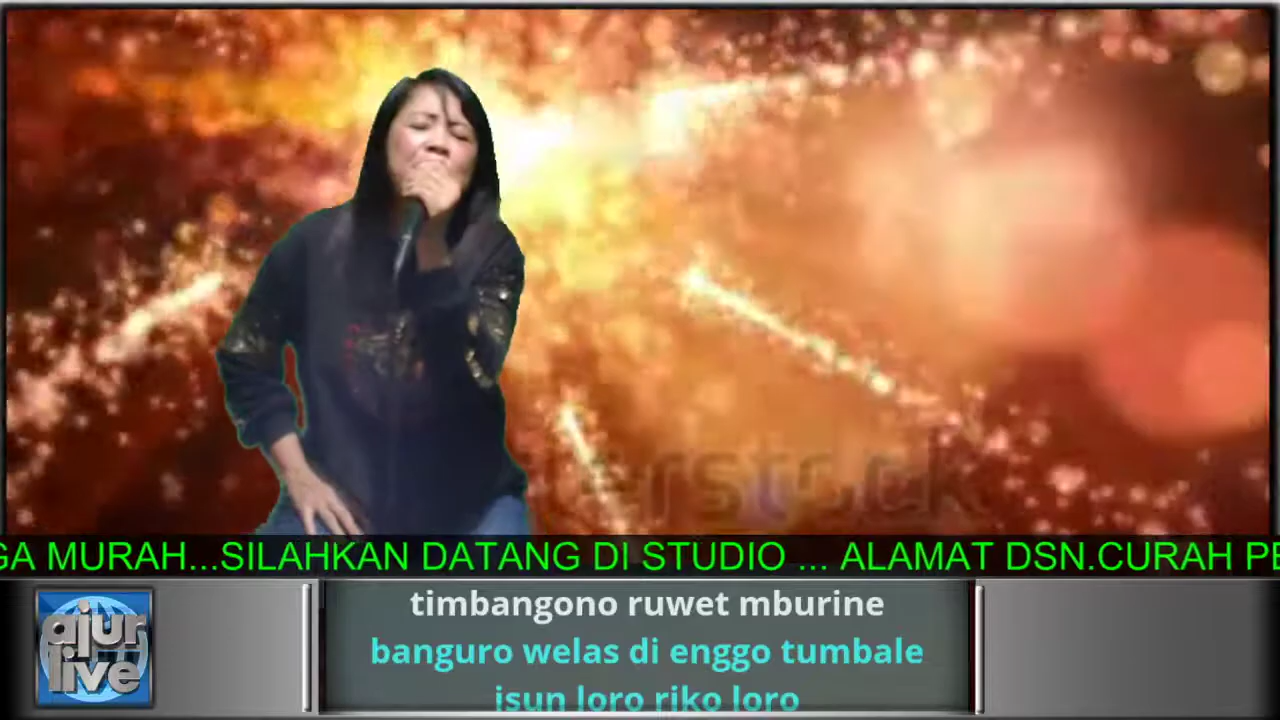 terstock
GA MURAH...SILAHKAN DATANG DI STUDIO ... ALAMAT DSN.CURAH PE
ajur
live
timbangono ruwet mburine
banguro welas di enggo tumbale
isun loro riko loro